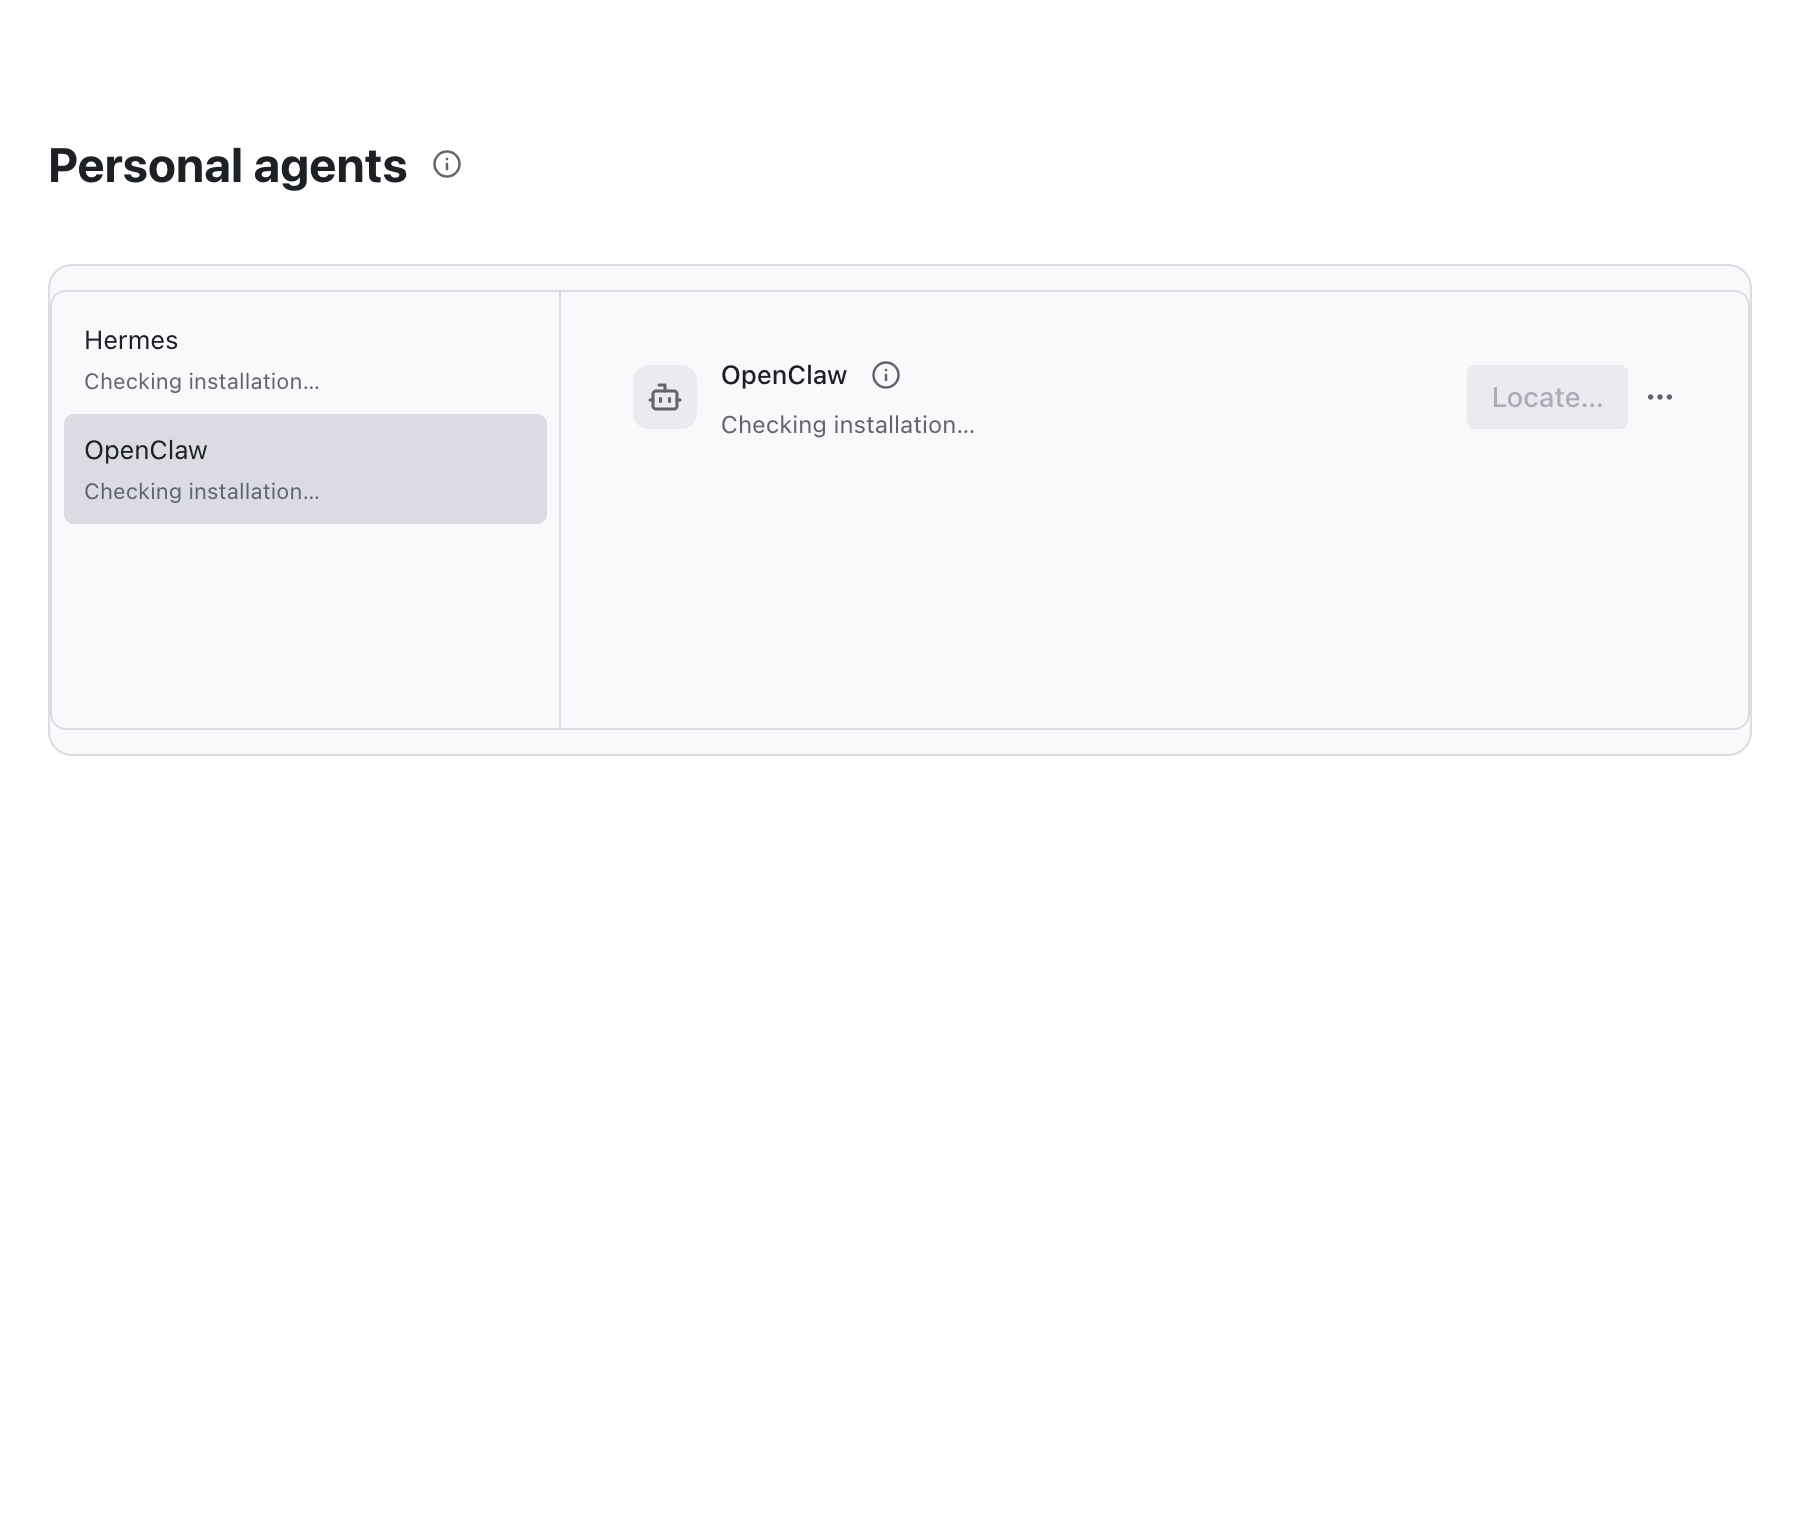 Personal agents
Hermes
Checking installation...
OpenClaw
Checking installation...
OpenClaw
Checking installation...
Locate...